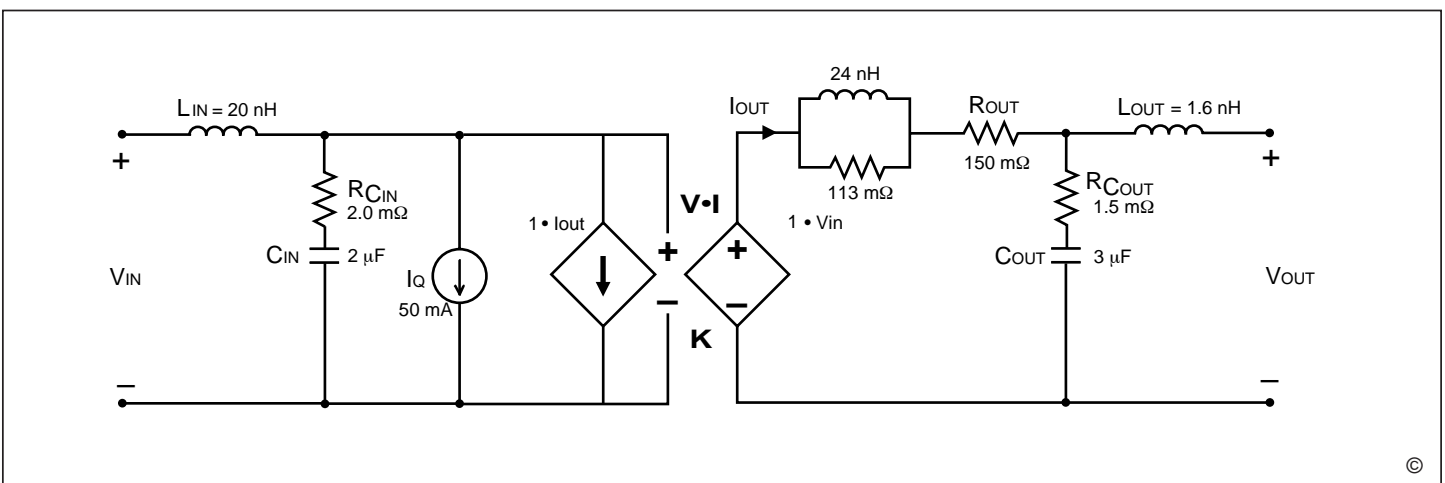 LIN = 20 nH
+
RCIN
2.0 mΩ
CIN
2 μF
VIN
IQ
50 mA
1 • Iout
V•I
+
−
K
+
−
1 • Vin
IOUT
24 nH
113 mΩ
ROUT
150 mΩ
LOUT = 1.6 nH
+
RCOUT
1.5 mΩ
COUT
3 μF
VOUT
−
−
©